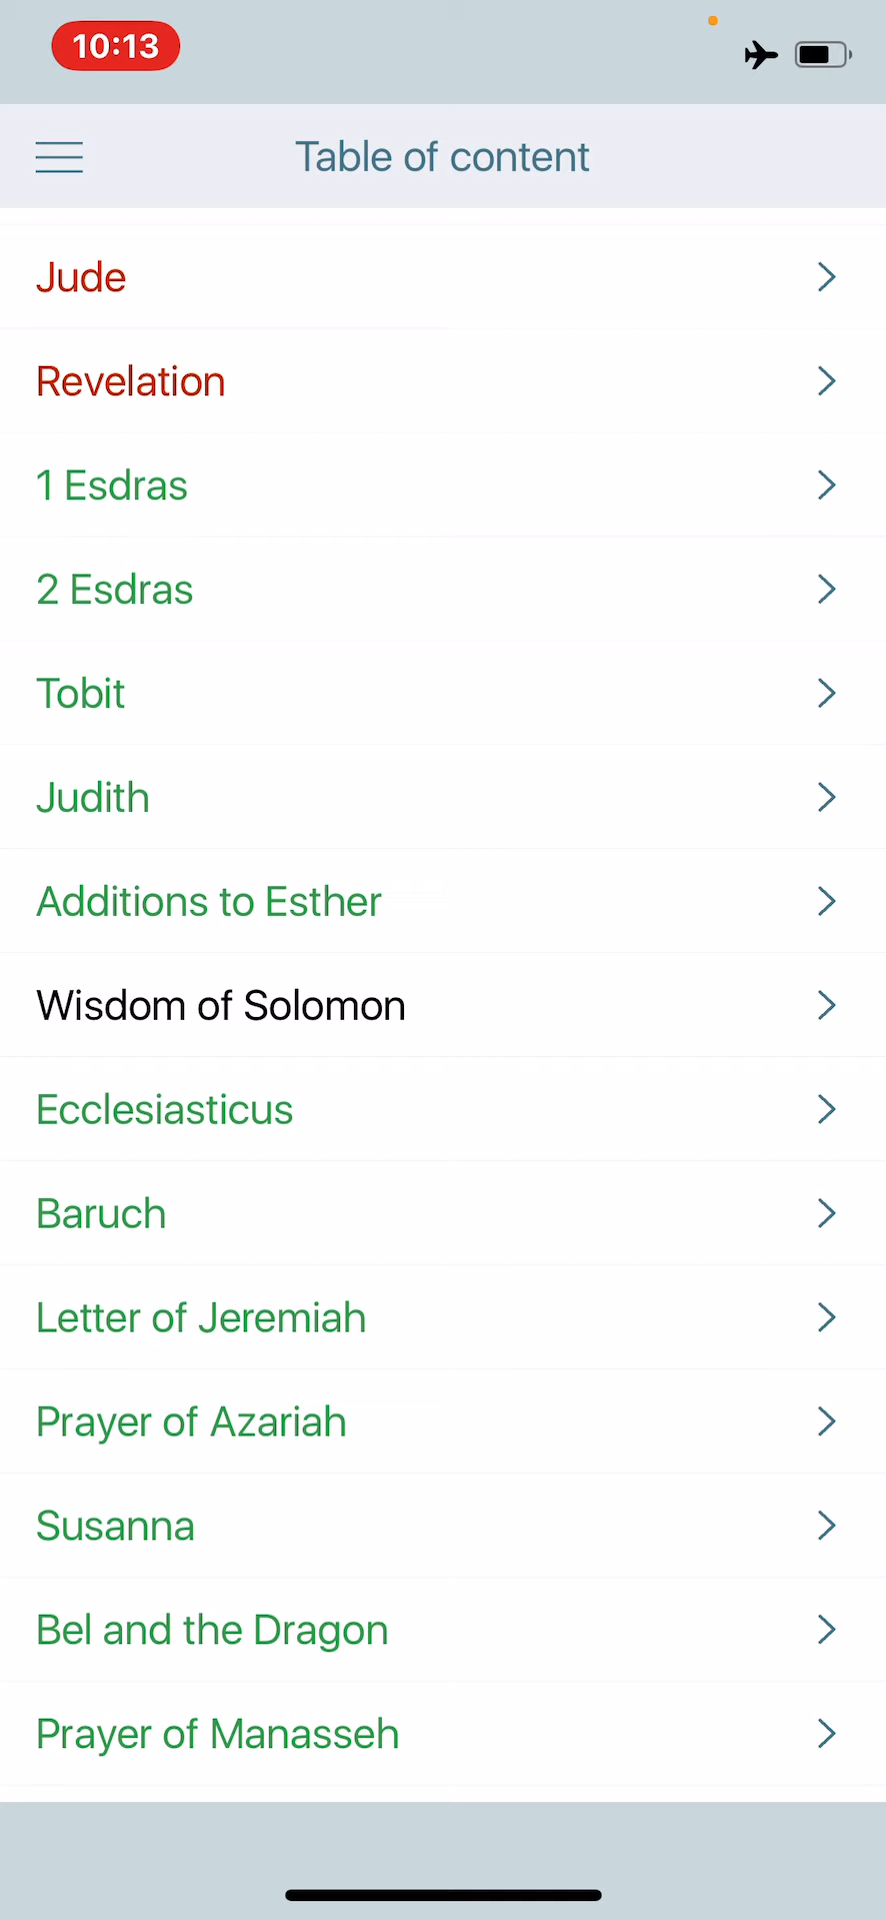 10:13
Table of content
Jude
Revelation
1 Esdras
2 Esdras
Tobit
Judith
Additions to Esther
Wisdom of Solomon
Ecclesiasticus
Baruch
Letter of Jeremiah
Prayer of Azariah
Susanna
Bel and the Dragon
Prayer of Manasseh